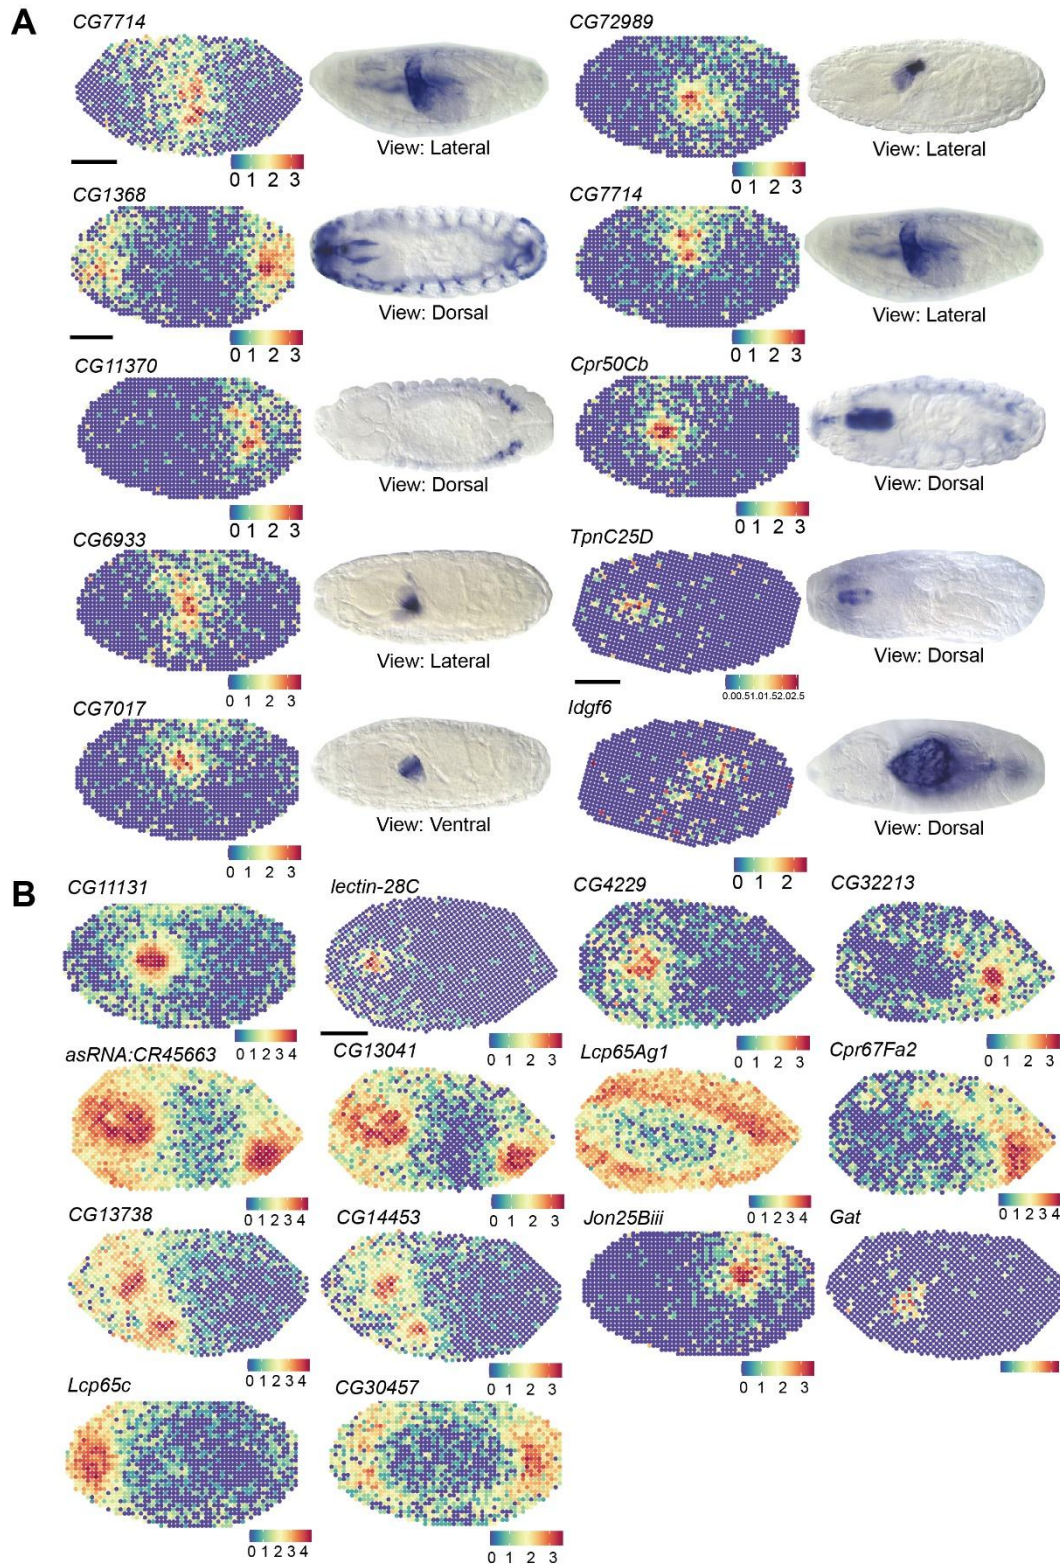 A
CG7714
CG72989
View: Lateral
View: Lateral
0 1 2 3
0 1 2 3
CG1368
CG7714
View: Dorsal
View: Lateral
0 1 2 3
0 1 2 3
CG11370
Cpr50Cb
View: Dorsal
View: Dorsal
0 1 2 3
0 1 2 3
CG6933
TpnC25D
View: Lateral
View: Dorsal
0 1 2 3
0.00.51.01.52.02.5
CG7017
Idgf6
View: Ventral
View: Dorsal
0 1 2 3
0 1 2
B
CG11131
lectin-28C
CG4229
CG32213
0 1 2 3 4
0 1 2 3
0 1 2 3
0 1 2 3
asRNA:CR45663
CG13041
Lcp65Ag1
Cpr67Fa2
0 1 2 3 4
0 1 2 3
0 1 2 3 4
0 1 2 3 4
CG13738
CG14453
Jon25Biii
Gat
0 1 2 3 4
0 1 2 3
0 1 2 3
Lcp65c
CG30457
0 1 2 3 4
0 1 2 3